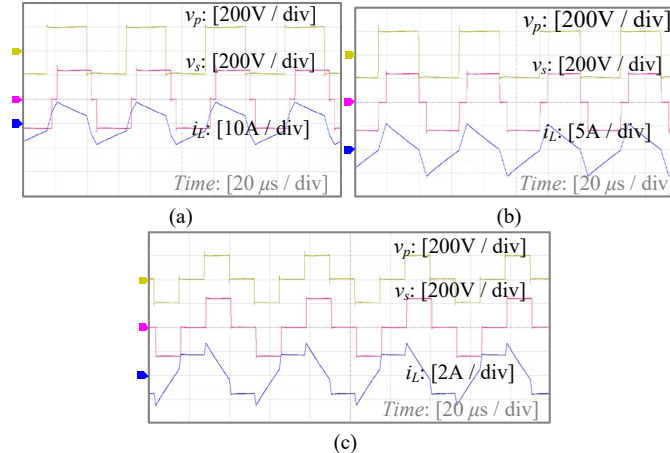 vp: [200V / div]
vs: [200V / div]
iL: [10A / div]
Time: [20 μs / div]
(a)
vp: [200V / div]
vs: [200V / div]
iL: [5A / div]
Time: [20 μs / div]
(b)
vp: [200V / div]
vs: [200V / div]
iL: [2A / div]
Time: [20 μs / div]
(c)